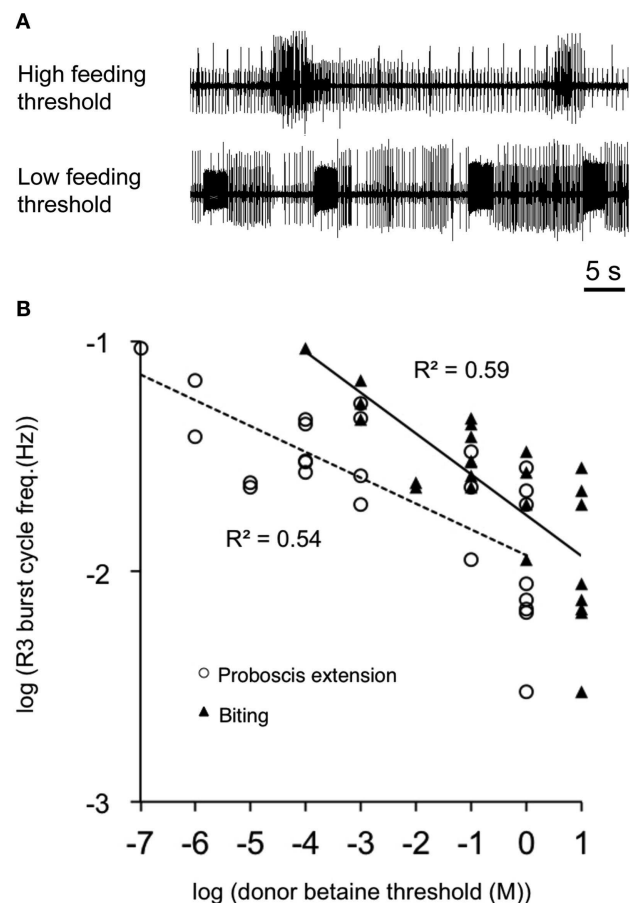 A
High feeding
threshold
Low feeding
threshold
5 s
B
-1
R² = 0.59
R² = 0.54
-2
Proboscis extension
Biting
-3
-7 -6 -5 -4 -3 -2 -1 0 1
log (R3 burst cycle freq.(Hz))
log (donor betaine threshold (M))